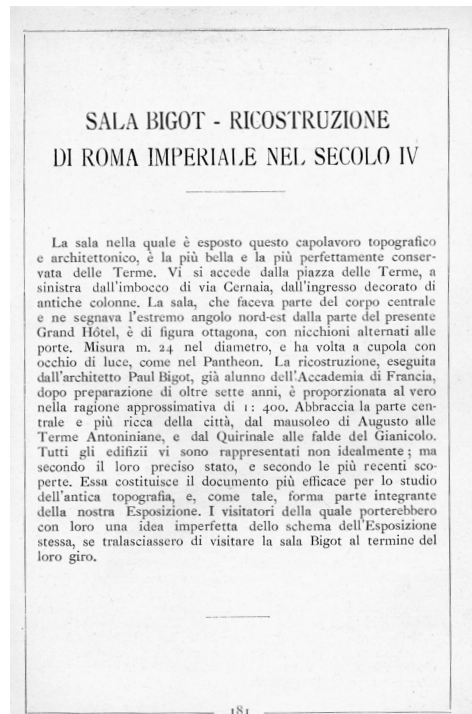 SALA BIGOT - RICOSTRUZIONE
DI ROMA IMPERIALE NEL SECOLO IV
La sala nella quale è esposto questo capolavoro topografico
e architettonico, è la più bella e la più perfettamente conser-
vata delle Terme. Vi si accede dalla piazza delle Terme, a
sinistra dall'imbocco di via Cernaia, dall'ingresso decorato di
antiche colonne. La sala, che faceva parte del corpo centrale
e ne segnava l'estremo angolo nord-est dalla parte del presente
Grand Hôtel, è di figura ottagona, con nicchioni alternati alle
porte. Misura m. 24 nel diametro, e ha volta a cupola con
occhio di luce, come nel Pantheon. La ricostruzione, eseguita
dall'architetto Paul Bigot, già alunno dell'Accademia di Francia,
dopo preparazione di oltre sette anni, è proporzionata al vero
nella ragione approssimativa di 1 : 400. Abbraccia la parte cen-
trale e più ricca della città, dal mausoleo di Augusto alle
Terme Antoniniane, e dal Quirinale alle falde del Gianicolo.
Tutti gli edifizii vi sono rappresentati non idealmente ; ma
secondo il loro preciso stato, e secondo le più recenti sco-
perte. Essa costituisce il documento più efficace per lo studio
dell'antica topografia, e, come tale, forma parte integrante
della nostra Esposizione. I visitatori della quale porterebbero
con loro una idea imperfetta dello schema dell'Esposizione
stessa, se tralasciassero di visitare la sala Bigot al termine del
loro giro.
181